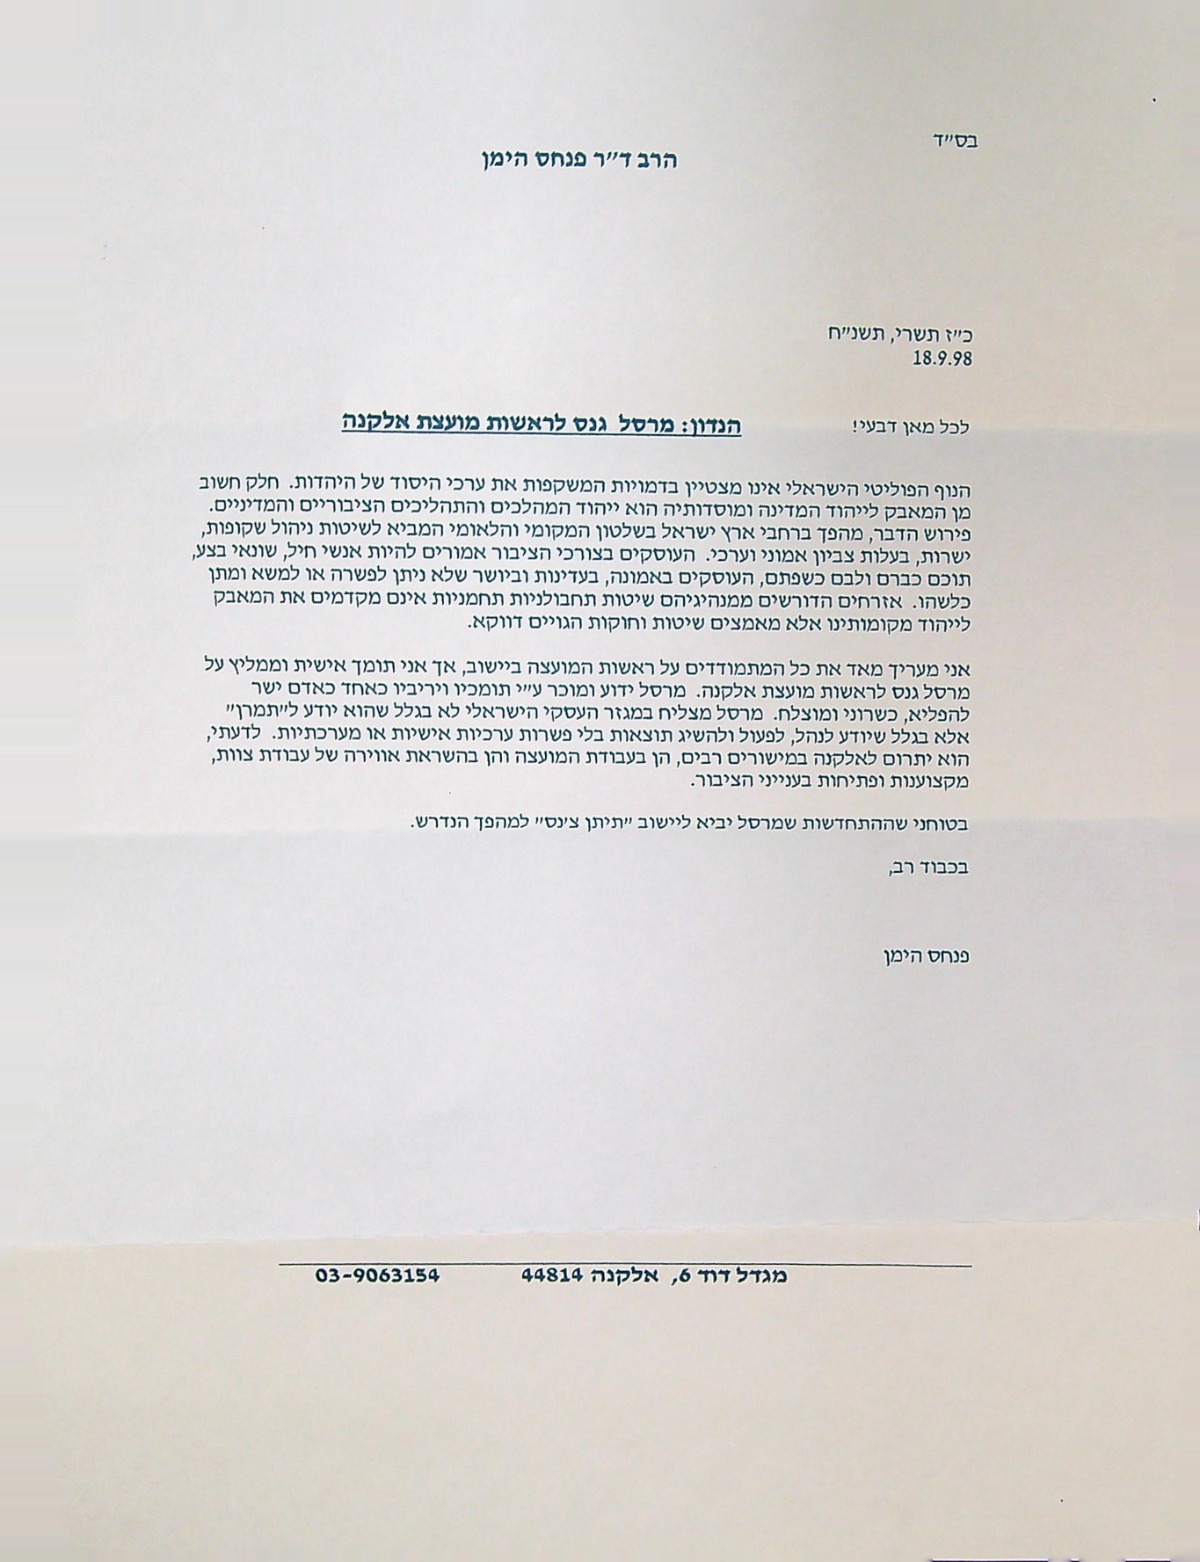 בס״ד
הרב ד״ר פנחס הימן
כ״ז תשרי, תשנ״ח
18.9.98
לכל מאן דבעי!
הנדון: מרסל גנס לראשות מועצת אלקנה
הנוף הפוליטי הישראלי אינו מצטיין בדמויות המשקפות את ערכי היסוד של היהדות. חלק חשוב
מן המאבק לייהוד המדינה ומוסדותיה הוא ייהוד המהלכים והתהליכים הציבוריים והמדיניים.
פירוש הדבר, מהפך ברחבי ארץ ישראל בשלטון המקומי והלאומי המביא לשיטות ניהול שקופות,
ישרות, בעלות צביון אמוני וערכי. העוסקים בצורכי הציבור אמורים להיות אנשי חיל, שונאי בצע,
תוכם כברם ולבם כשפתם, העוסקים באמונה, בעדינות וביושר שלא ניתן לפשרה או למשא ומתן
כלשהו. אזרחים הדורשים ממנהיגיהם שיטות תחבולניות תחמניות אינם מקדמים את המאבק
לייהוד מקומותינו אלא מאמצים שיטות וחוקות הגויים דווקא.
אני מעריך מאד את כל המתמודדים על ראשות המועצה ביישוב, אך אני תומך אישית וממליץ על
מרסל גנס לראשות מועצת אלקנה. מרסל ידוע ומוכר ע״י תומכיו ויריביו כאחד כאדם ישר
להפליא, כשרוני ומוצלח. מרסל מצליח במגזר העסקי הישראלי לא בגלל שהוא יודע ל״תמרן״
אלא בגלל שיודע לנהל, לפעול ולהשיג תוצאות בלי פשרות ערכיות אישיות או מערכתיות. לדעתי,
הוא יתרום לאלקנה במישורים רבים, הן בעבודת המועצה והן בהשראת אווירה של עבודת צוות,
מקצוענות ופתיחות בענייני הציבור.
בטוחני שההתחדשות שמרסל יביא ליישוב ״תיתן צ׳נס״ למהפך הנדרש.
בכבוד רב,
פנחס הימן
מגדל דוד 6, אלקנה 44814 03-9063154